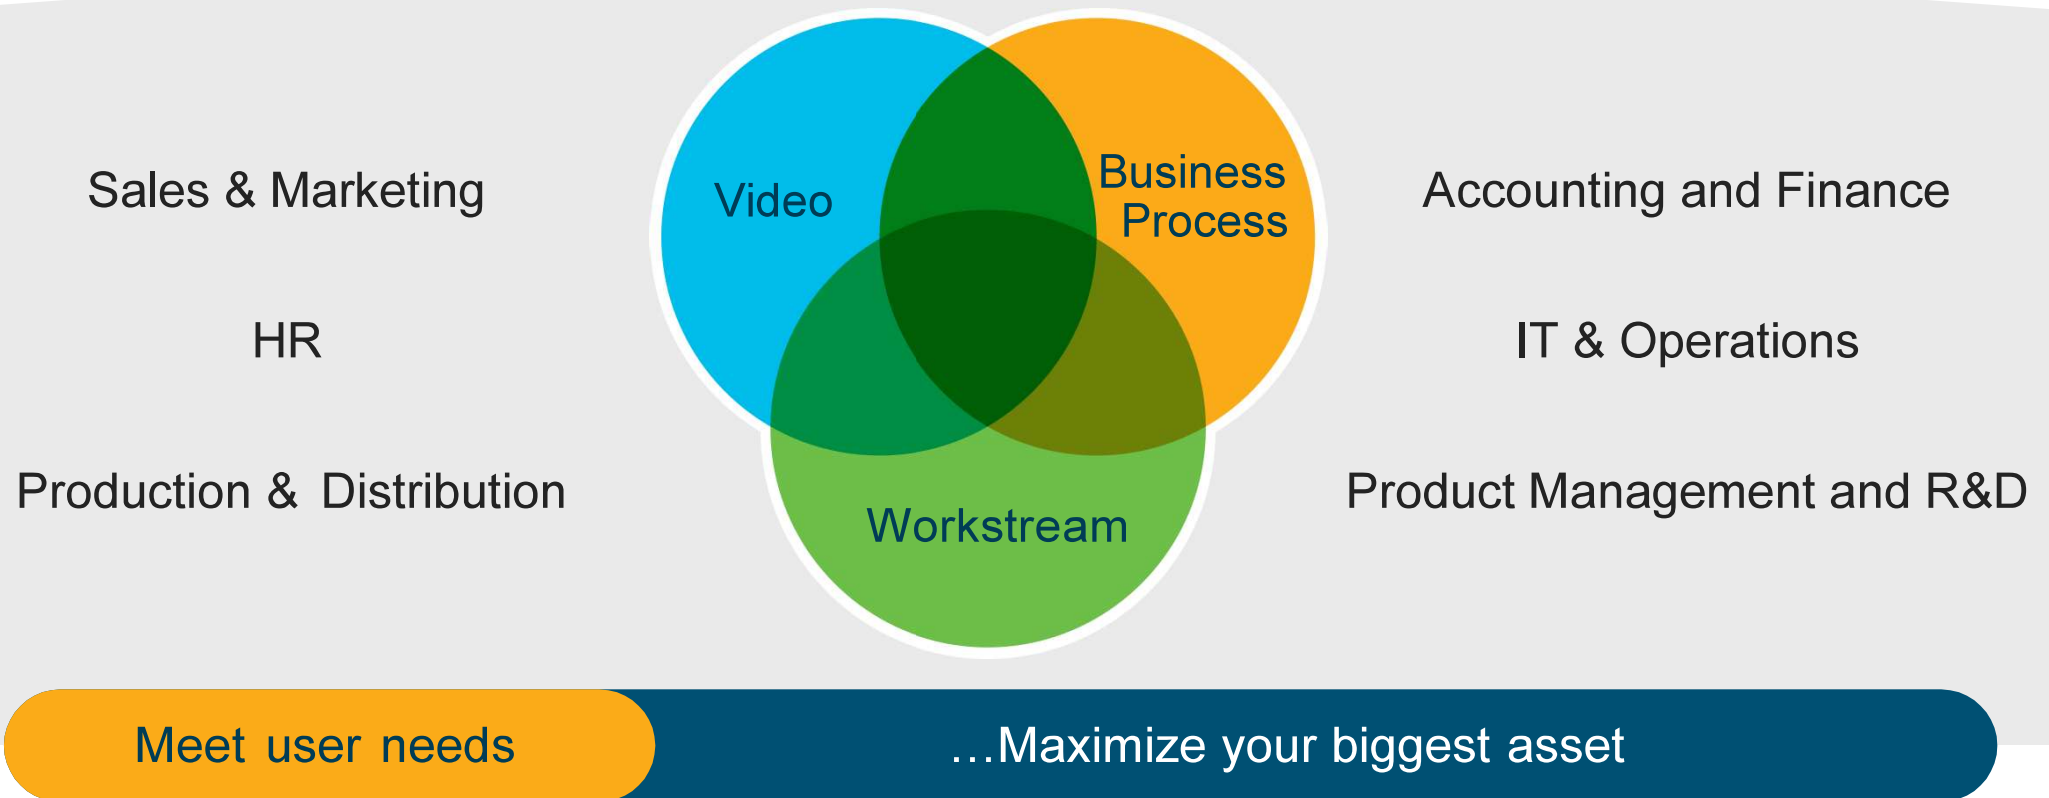 Sales & Marketing
HR
Production & Distribution
Video
Business
Process
Workstream
Accounting and Finance
IT & Operations
Product Management and R&D
Meet user needs
...Maximize your biggest asset